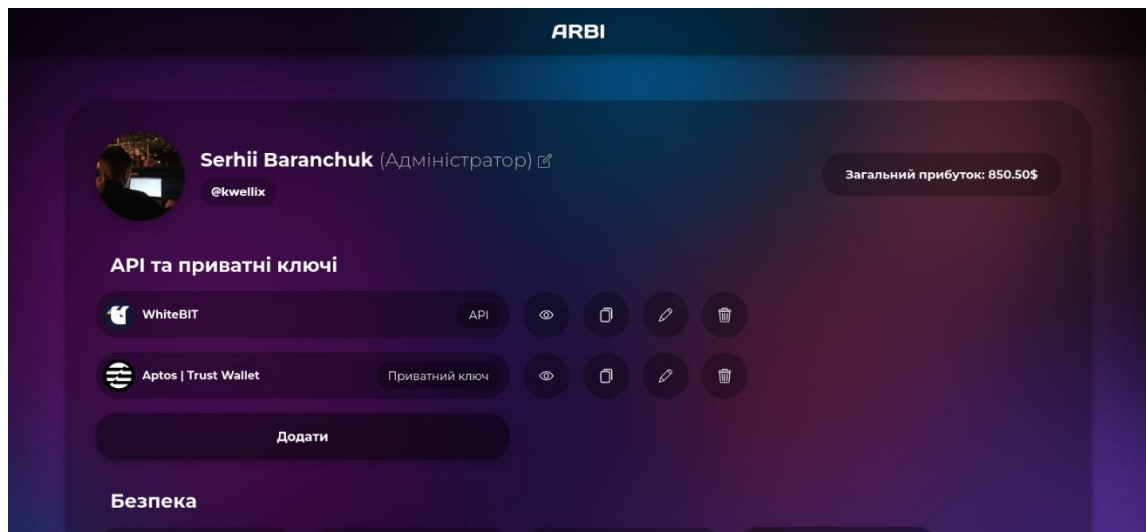 ARBI
Serhii Baranchuk (Адміністратор)
@kwellix
Загальний прибуток: 850.50$
API та приватні ключі
WhiteBIT API
Aptos | Trust Wallet Приватний ключ
Додати
Безпека